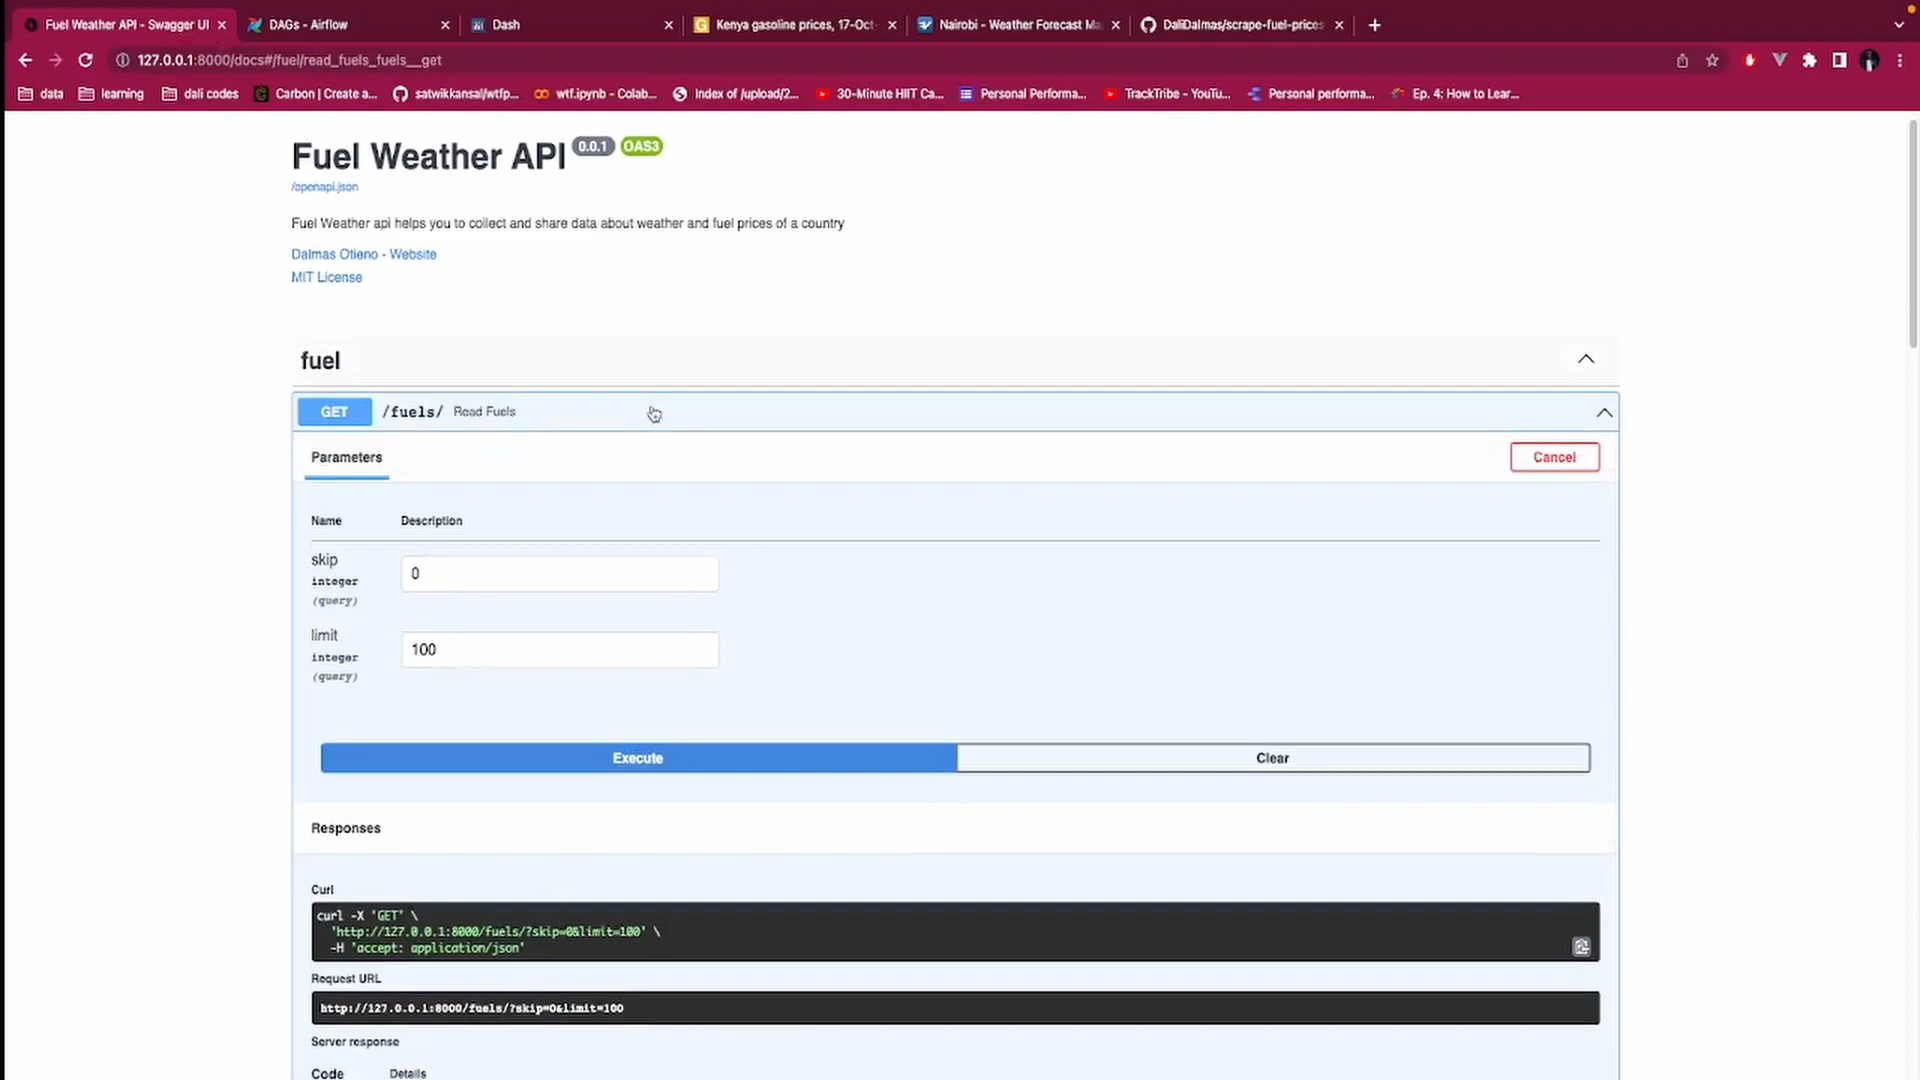 Fuel Weather API - Swagger UI
DAGs - Airflow
Dash
Kenya gasoline prices, 17-Oct-
Nairobi - Weather Forecast Ma
DaliDalmas/scrape-fuel-prices
127.0.0.1:8000/docs#/fuel/read_fuels_fuels__get
data
learning
dali codes
Carbon | Create a...
satwikkansal/wtfp...
wtf.ipynb - Colab...
Index of /upload/2...
30-Minute HIIT Ca...
Personal Performa...
TrackTribe - YouTu...
Personal performa...
Ep. 4: How to Lear...
Fuel Weather API 0.0.1 OAS3
/openapi.json
Fuel Weather api helps you to collect and share data about weather and fuel prices of a country
Dalmas Otieno - Website
MIT License
fuel
GET /fuels/ Read Fuels
Parameters
Cancel
Name Description
skip
integer
(query)
0
limit
integer
(query)
100
Execute
Clear
Responses
Curl
curl -X 'GET' \
'http://127.0.0.1:8000/fuels/?skip=0&limit=100' \
-H 'accept: application/json'
Request URL
http://127.0.0.1:8000/fuels/?skip=0&limit=100
Server response
Code Details